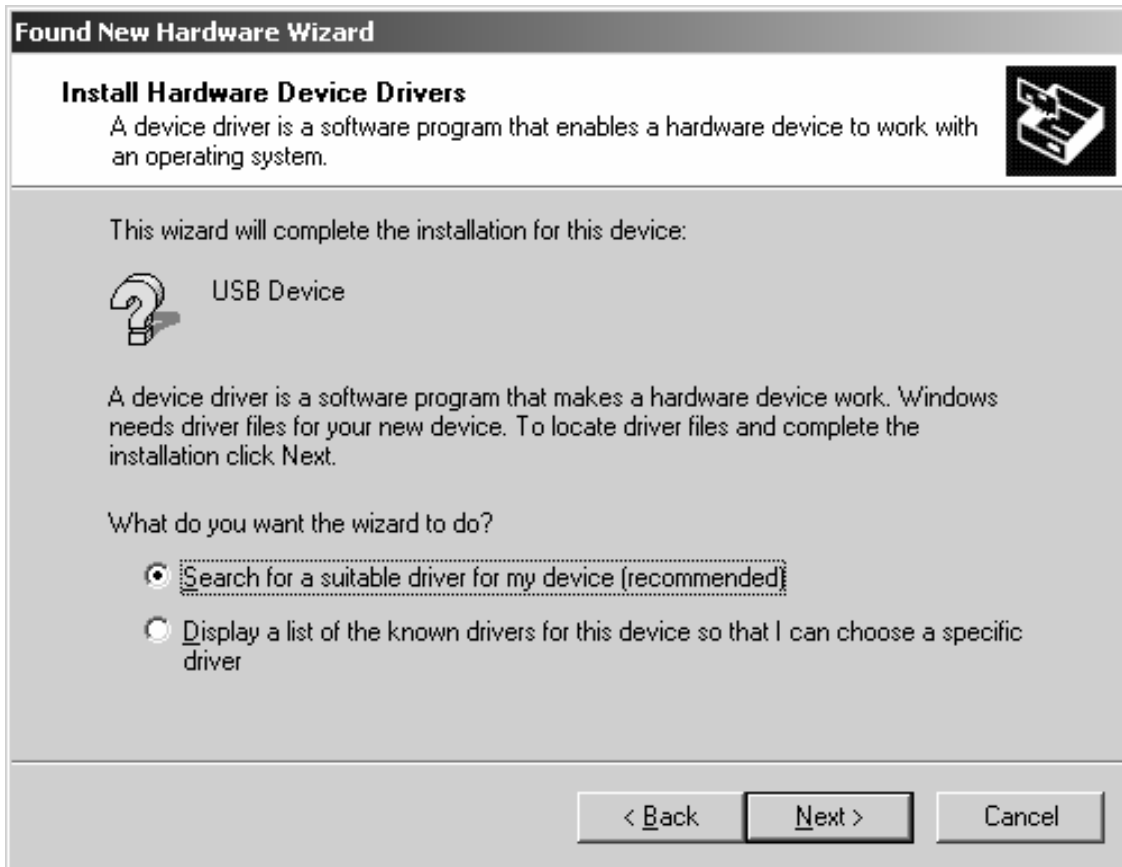 Found New Hardware Wizard
Install Hardware Device Drivers
A device driver is a software program that enables a hardware device to work with
an operating system.
This wizard will complete the installation for this device:
USB Device
A device driver is a software program that makes a hardware device work. Windows
needs driver files for your new device. To locate driver files and complete the
installation click Next.
What do you want the wizard to do?
Search for a suitable driver for my device (recommended)
Display a list of the known drivers for this device so that I can choose a specific
driver
< Back Next > Cancel